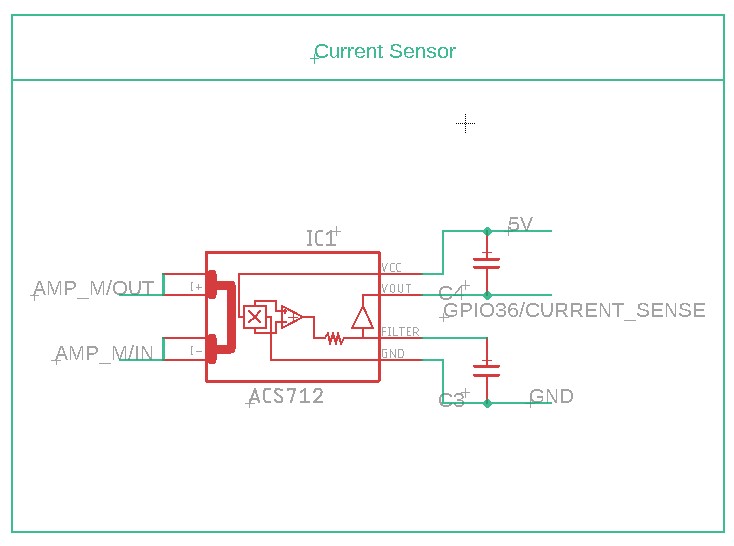 Current Sensor
5V
IC1
VCC
AMP_M/OUT
I+
VOUT
C4
GPIO36/CURRENT_SENSE
FILTER
AMP_M/IN
I-
GND
ACS712
C3
GND